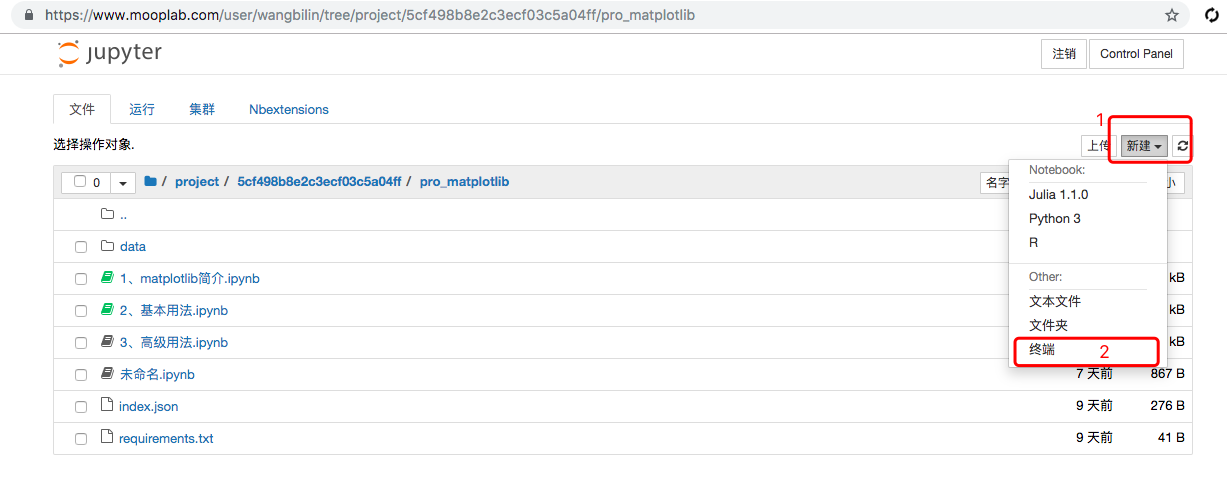 https://www.mooplab.com/user/wangbilin/tree/project/5cf498b8e2c3ecf03c5a04ff/pro_matplotlib
jupyter
注销 Control Panel
文件 运行 集群 Nbextensions
1
选择操作对象.
上传 新建
0 / project / 5cf498b8e2c3ecf03c5a04ff / pro_matplotlib 名字 小
Notebook:
Julia 1.1.0
Python 3
R
Other:
文本文件
文件夹
终端 2
..
data
1、matplotlib简介.ipynb kB
2、基本用法.ipynb kB
3、高级用法.ipynb kB
未命名.ipynb 7 天前 867 B
index.json 9 天前 276 B
requirements.txt 9 天前 41 B